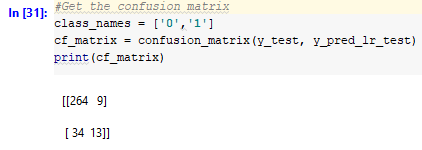 In [31]: #Get the confusion matrix
class_names = ['0','1']
cf_matrix = confusion_matrix(y_test, y_pred_lr_test)
print(cf_matrix)
[[264 9]
[ 34 13]]